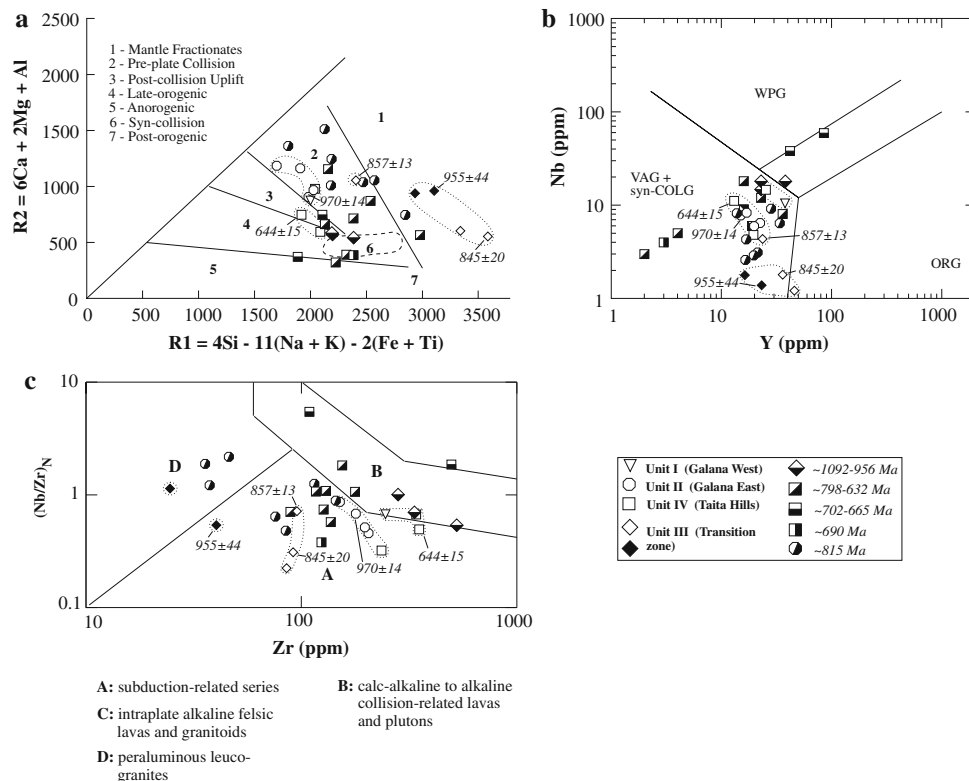 a
2500
2000
1500
1000
500
0
R2 = 6Ca + 2Mg + Al
1 - Mantle Fractionates
2 - Pre-plate Collision
3 - Post-collision Uplift
4 - Late-orogenic
5 - Anorogenic
6 - Syn-collision
7 - Post-orogenic
1
2
857±13
955±44
3
970±14
4
644±15
6
845±20
5
7
0 500 1000 1500 2000 2500 3000 3500
R1 = 4Si - 11(Na + K) - 2(Fe + Ti)
b
1000
100
10
1
Nb (ppm)
WPG
VAG +
syn-COLG
644±15
970±14
857±13
955±44
845±20
ORG
1 10 100 1000
Y (ppm)
c
10
1
0.1
(Nb/Zr)N
D
B
857±13
955±44
845±20
970±14
644±15
A
10 100 1000
Zr (ppm)
Unit I (Galana West)
Unit II (Galana East)
Unit IV (Taita Hills)
Unit III (Transition
zone)
~1092-956 Ma
~798-632 Ma
~702-665 Ma
~690 Ma
~815 Ma
A: subduction-related series
C: intraplate alkaline felsic
lavas and granitoids
D: peraluminous leuco-
granites
B: calc-alkaline to alkaline
collision-related lavas
and plutons